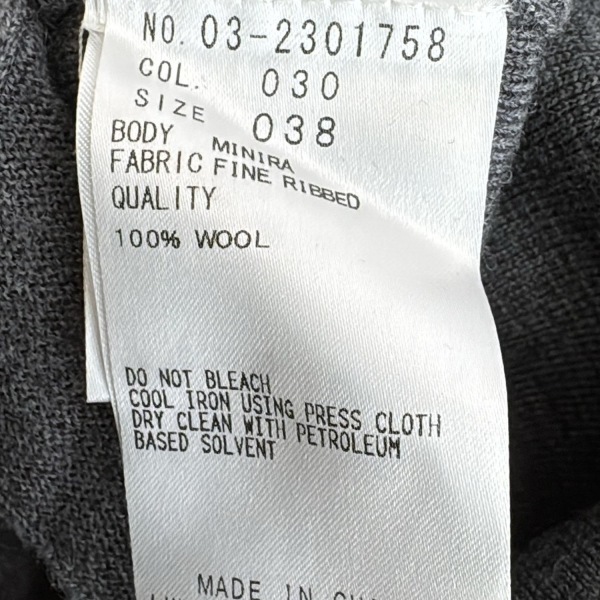 NO. 03-2301758
COL. 030
SIZE 038
BODY MINIRA
FABRIC FINE RIBBED
QUALITY
100% WOOL
DO NOT BLEACH
COOL IRON USING PRESS CLOTH
DRY CLEAN WITH PETROLEUM
BASED SOLVENT
MADE IN